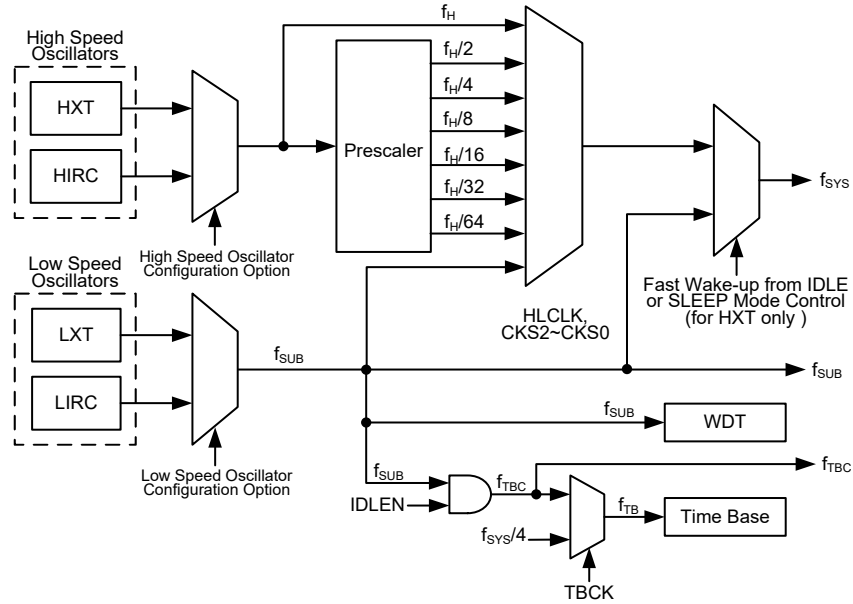 High Speed
Oscillators
HXT
HIRC
High Speed Oscillator
Configuration Option
fH
Prescaler
fH/2
fH/4
fH/8
fH/16
fH/32
fH/64
HLCLK,
CKS2~CKS0
fSYS
Fast Wake-up from IDLE
or SLEEP Mode Control
(for HXT only )
Low Speed
Oscillators
LXT
LIRC
Low Speed Oscillator
Configuration Option
fSUB
fSUB
fSUB
WDT
fSUB
IDLEN
fTBC
fTBC
fSYS/4
TBCK
fTB
Time Base